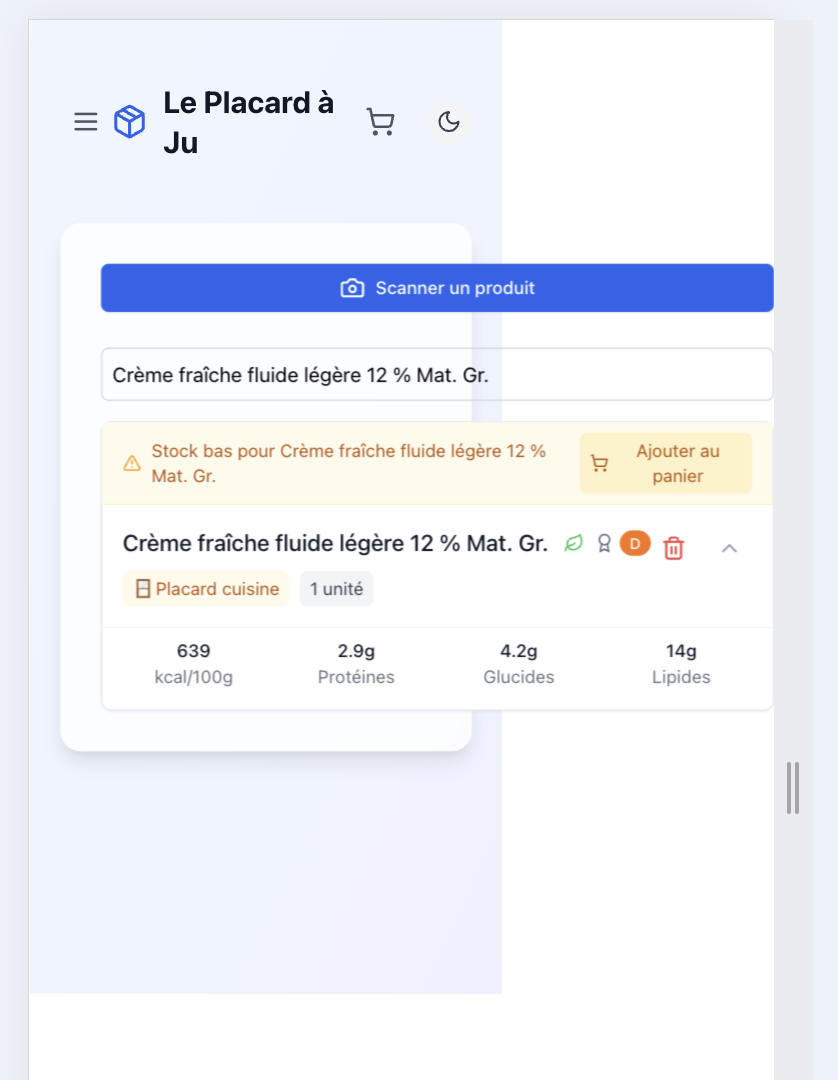 Le Placard à
Ju
Scanner un produit
Crème fraîche fluide légère 12 % Mat. Gr.
Stock bas pour Crème fraîche fluide légère 12 %
Mat. Gr.
Ajouter au
panier
Crème fraîche fluide légère 12 % Mat. Gr.
D
Placard cuisine
1 unité
639
2.9g
4.2g
14g
kcal/100g
Protéines
Glucides
Lipides